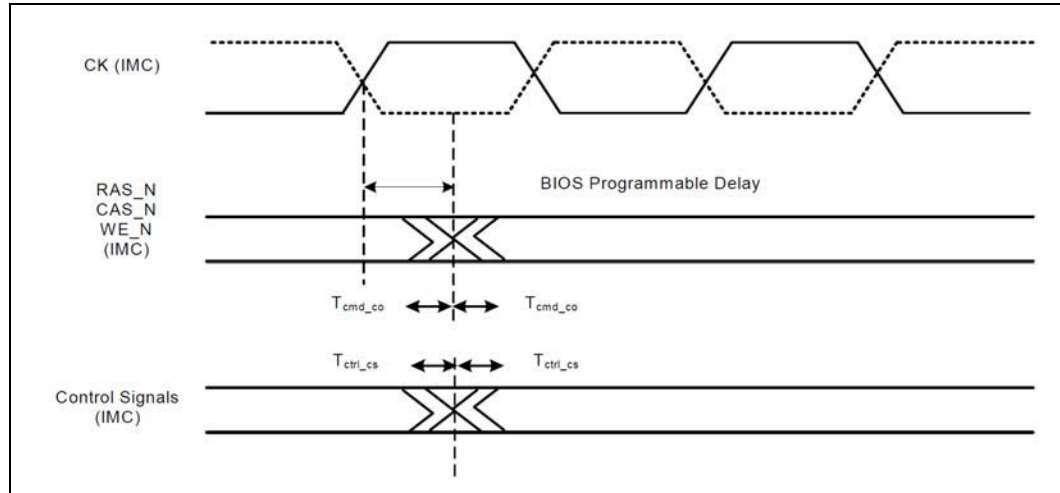 CK (IMC)
RAS_N
CAS_N
WE_N
(IMC)
BIOS Programmable Delay
Tcmd_co
Tcmd_co
Tctrl_cs
Tctrl_cs
Control Signals
(IMC)